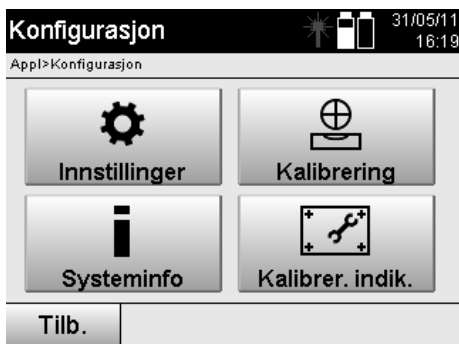 Konfigurasjon
31/05/11
16:19
Appl>Konfigurasjon
Innstillinger
Kalibrering
Systeminfo
Kalibrer. indik.
Tilb.